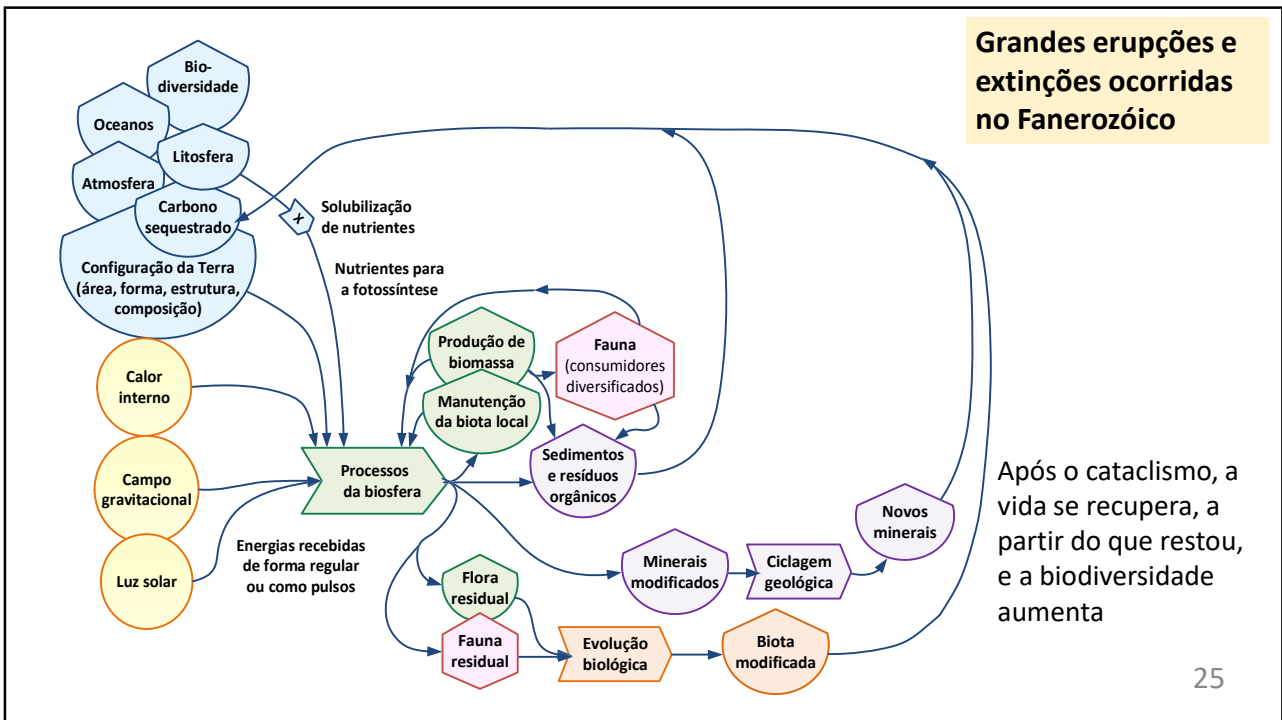 Grandes erupções e
extinções ocorridas
no Fanerozóico
Bio-
diversidade
Oceanos
Litosfera
Atmosfera
Carbono
sequestrado
Configuração da Terra
(área, forma, estrutura,
composição)
X
Solubilização
de nutrientes
Nutrientes para
a fotossíntese
Calor
interno
Campo
gravitacional
Luz solar
Processos
da biosfera
Energias recebidas
de forma regular
ou como pulsos
Produção de
biomassa
Manutenção
da biota local
Fauna
(consumidores
diversificados)
Sedimentos
e resíduos
orgânicos
Flora
residual
Fauna
residual
Evolução
biológica
Biota
modificada
Minerais
modificados
Ciclagem
geológica
Novos
minerais
Após o cataclismo, a
vida se recupera, a
partir do que restou,
e a biodiversidade
aumenta
25